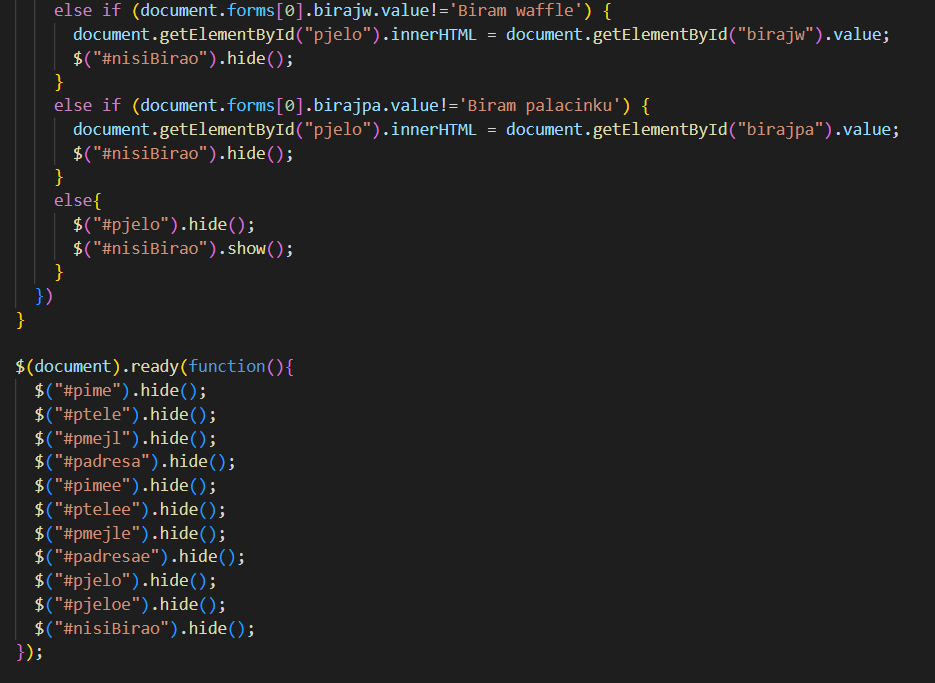 else if (document.forms[0].birajw.value!='Biram waffle') {
document.getElementById("pjelo").innerHTML = document.getElementById("birajw").value;
$("#nisiBirao").hide();
}
else if (document.forms[0].birajpa.value!='Biram palacinku') {
document.getElementById("pjelo").innerHTML = document.getElementById("birajpa").value;
$("#nisiBirao").hide();
}
else{
$("#pjelo").hide();
$("#nisiBirao").show();
}
})
}
$(document).ready(function(){
$("#pime").hide();
$("#ptele").hide();
$("#pmejl").hide();
$("#padresa").hide();
$("#pimee").hide();
$("#ptelee").hide();
$("#pmejle").hide();
$("#padresae").hide();
$("#pjelo").hide();
$("#pjeloe").hide();
$("#nisiBirao").hide();
});